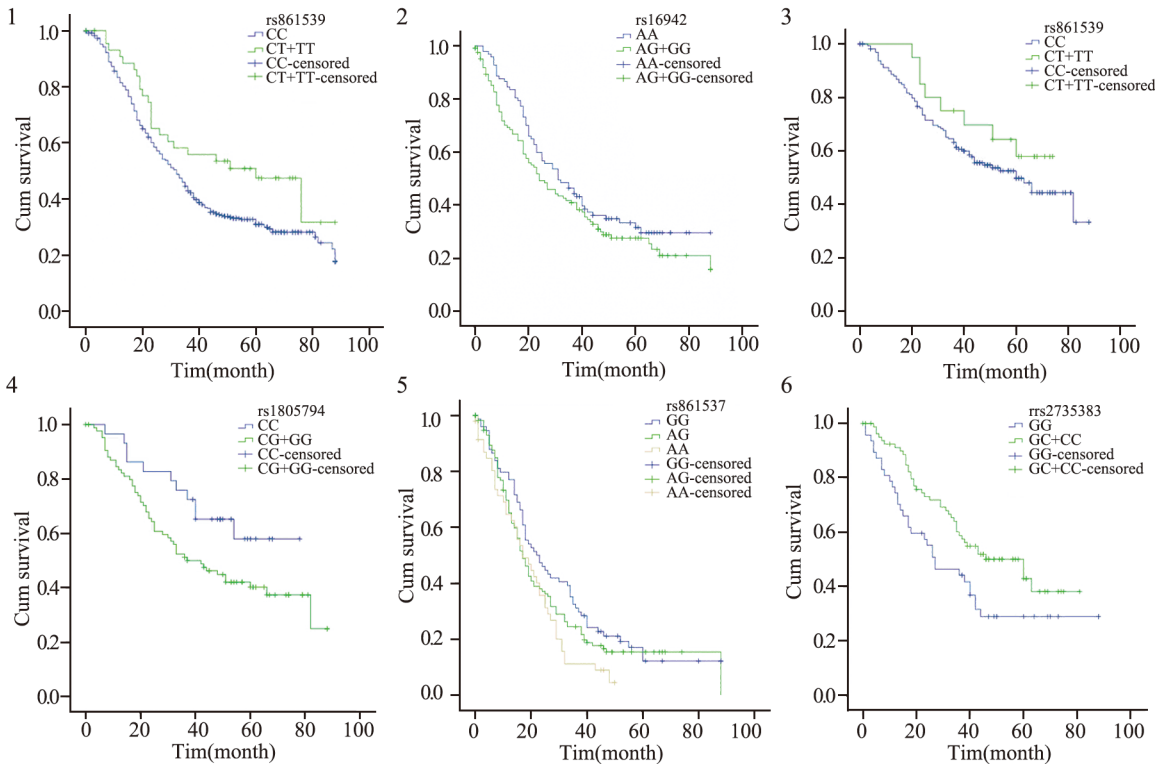 1
rs861539
CC
CT+TT
CC-censored
CT+TT-censored
1.0
0.8
0.6
0.4
0.2
0.0
Cum survival
0 20 40 60 80 100
Tim(month)
2
rs16942
AA
AG+GG
AA-censored
AG+GG-censored
1.0
0.8
0.6
0.4
0.2
0.0
Cum survival
0 20 40 60 80 100
Tim(month)
3
rs861539
CC
CT+TT
CC-censored
CT+TT-censored
1.0
0.8
0.6
0.4
0.2
0.0
Cum survival
0 20 40 60 80 100
Tim(month)
4
rs1805794
CC
CG+GG
CC-censored
CG+GG-censored
1.0
0.8
0.6
0.4
0.2
0.0
Cum survival
0 20 40 60 80 100
Tim(month)
5
rs861537
GG
AG
AA
GG-censored
AG-censored
AA-censored
1.0
0.8
0.6
0.4
0.2
0.0
Cum survival
0 20 40 60 80 100
Tim(month)
6
rrs2735383
GG
GC+CC
GG-censored
GC+CC-censored
1.0
0.8
0.6
0.4
0.2
0.0
Cum survival
0 20 40 60 80 100
Tim(month)